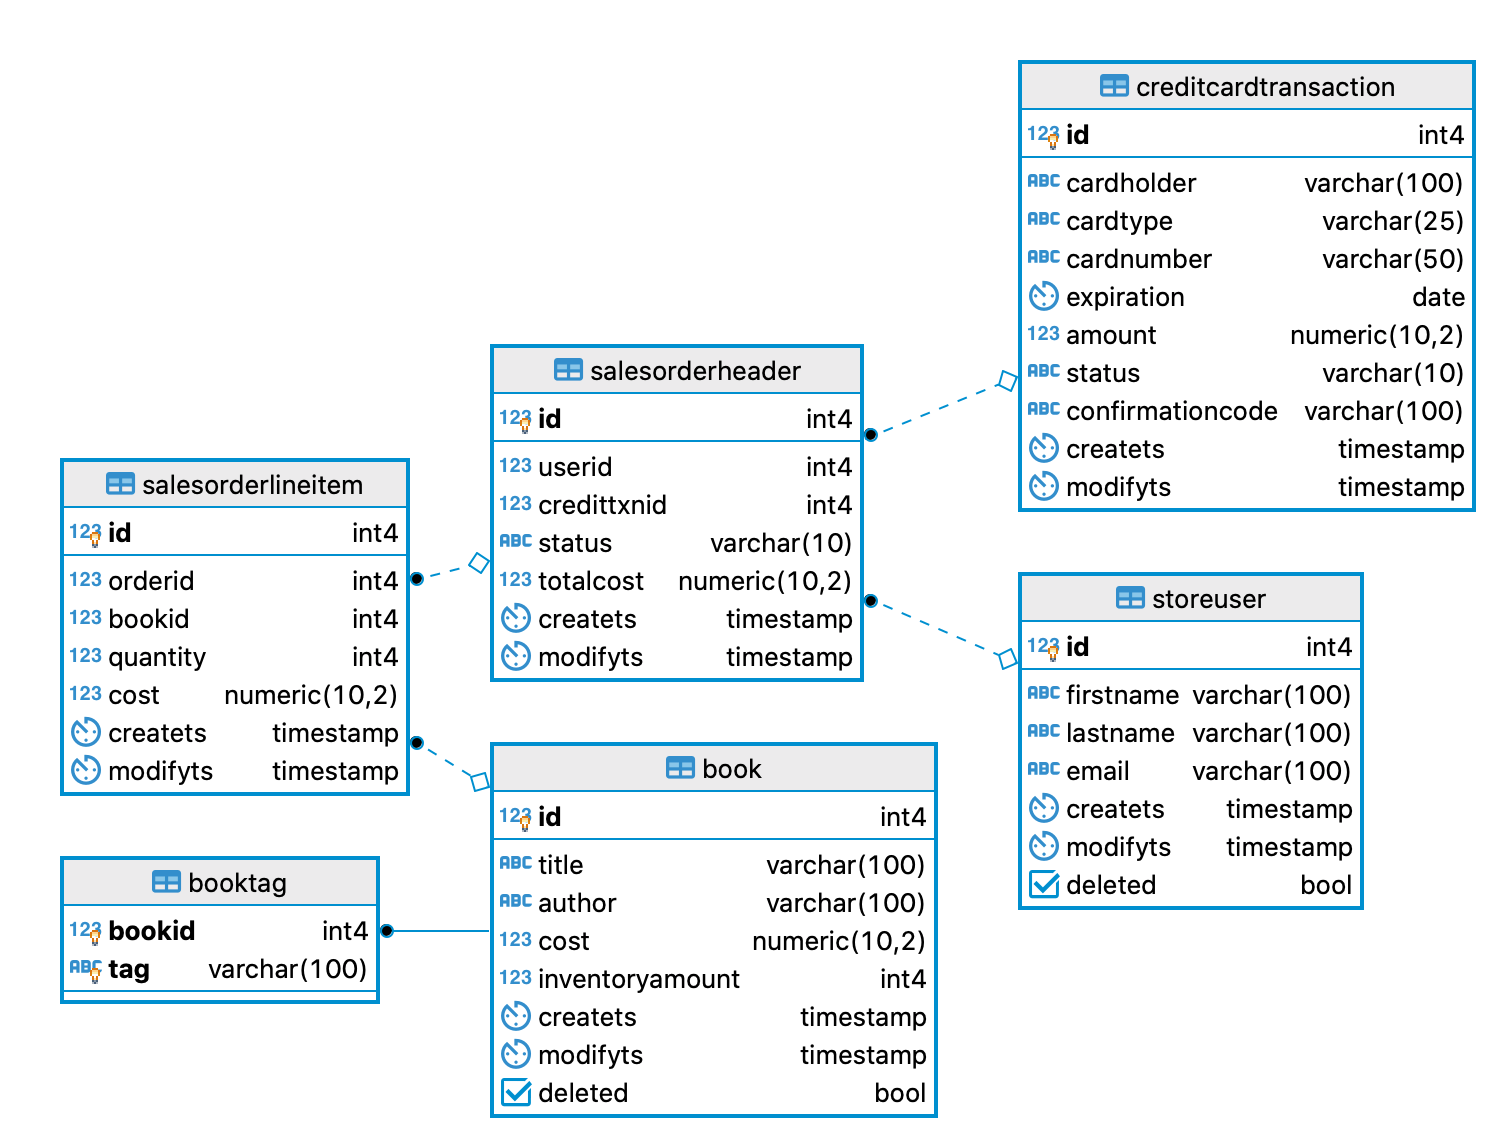 creditcardtransaction
123 id int4
ABC cardholder varchar(100)
ABC cardtype varchar(25)
ABC cardnumber varchar(50)
expiration date
123 amount numeric(10,2)
ABC status varchar(10)
ABC confirmationcode varchar(100)
createts timestamp
modifyts timestamp
salesorderheader
123 id int4
123 userid int4
123 credittxnid int4
ABC status varchar(10)
123 totalcost numeric(10,2)
createts timestamp
modifyts timestamp
salesorderlineitem
123 id int4
123 orderid int4
123 bookid int4
123 quantity int4
123 cost numeric(10,2)
createts timestamp
modifyts timestamp
storeuser
123 id int4
ABC firstname varchar(100)
ABC lastname varchar(100)
ABC email varchar(100)
createts timestamp
modifyts timestamp
deleted bool
book
123 id int4
ABC title varchar(100)
ABC author varchar(100)
123 cost numeric(10,2)
123 inventoryamount int4
createts timestamp
modifyts timestamp
deleted bool
booktag
123 bookid int4
ABC tag varchar(100)